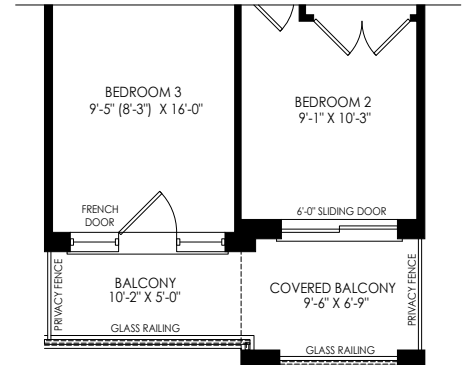 BEDROOM 3
9'-5" (8'-3") X 16'-0"
BEDROOM 2
9'-1" X 10'-3"
FRENCH
DOOR
6'-0" SLIDING DOOR
PRIVACY FENCE
BALCONY
10'-2" X 5'-0"
GLASS RAILING
COVERED BALCONY
9'-6" X 6'-9"
PRIVACY FENCE
GLASS RAILING